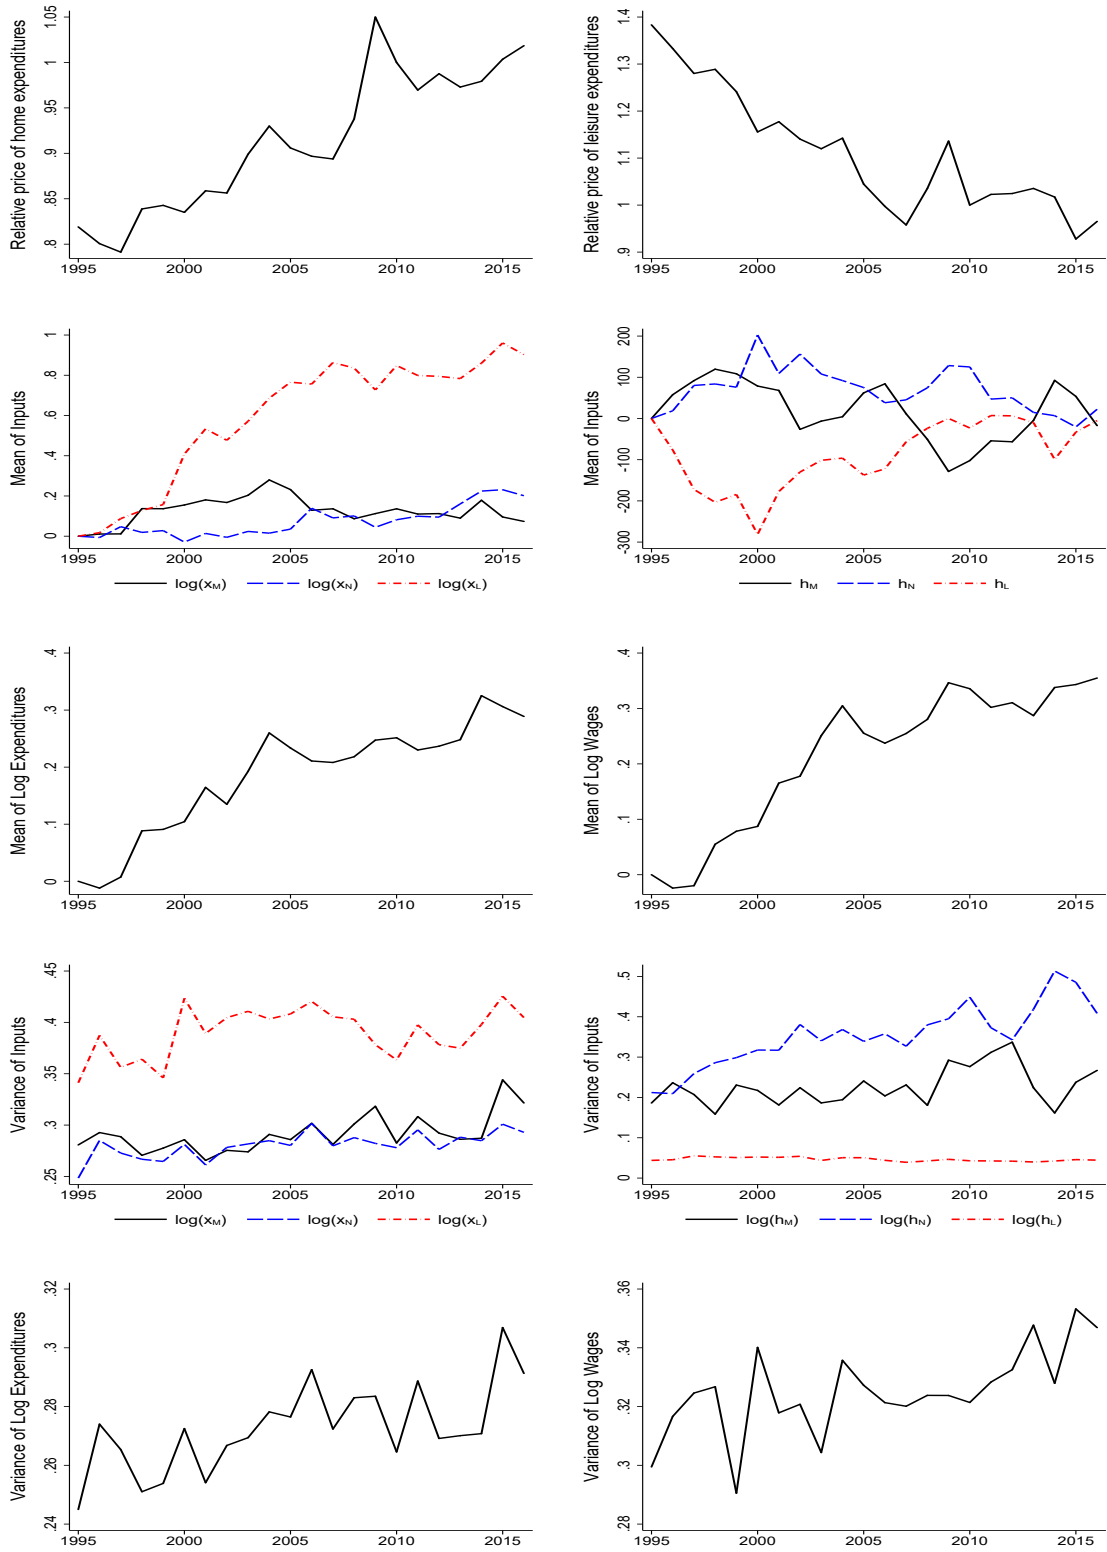 Relative price of home expenditures
.8 .85 .9 .95 1 1.05
1995 2000 2005 2010 2015
Relative price of leisure expenditures
.9 1 1.1 1.2 1.3 1.4
1995 2000 2005 2010 2015
Mean of Inputs
0 .2 .4 .6 .8 1
1995 2000 2005 2010 2015
log(xM) log(xN) log(xL)
Mean of Inputs
-300 -200 -100 0 100 200
1995 2000 2005 2010 2015
hM hN hL
Mean of Log Expenditures
0 .1 .2 .3 .4
1995 2000 2005 2010 2015
Mean of Log Wages
0 .1 .2 .3 .4
1995 2000 2005 2010 2015
Variance of Inputs
.25 .3 .35 .4 .45
1995 2000 2005 2010 2015
log(xM) log(xN) log(xL)
Variance of Inputs
0 .1 .2 .3 .4 .5
1995 2000 2005 2010 2015
log(hM) log(hN) log(hL)
Variance of Log Expenditures
.24 .26 .28 .3 .32
1995 2000 2005 2010 2015
Variance of Log Wages
.28 .3 .32 .34 .36
1995 2000 2005 2010 2015